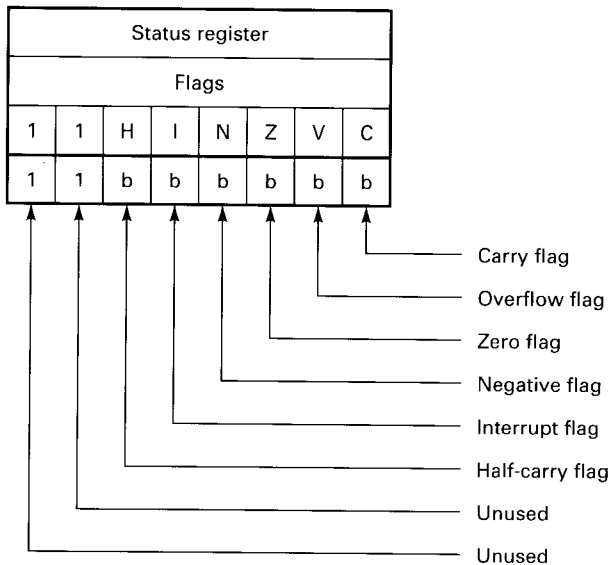 Status register
Flags
1 1 H I N Z V C
1 1 b b b b b b
Carry flag
Overflow flag
Zero flag
Negative flag
Interrupt flag
Half-carry flag
Unused
Unused